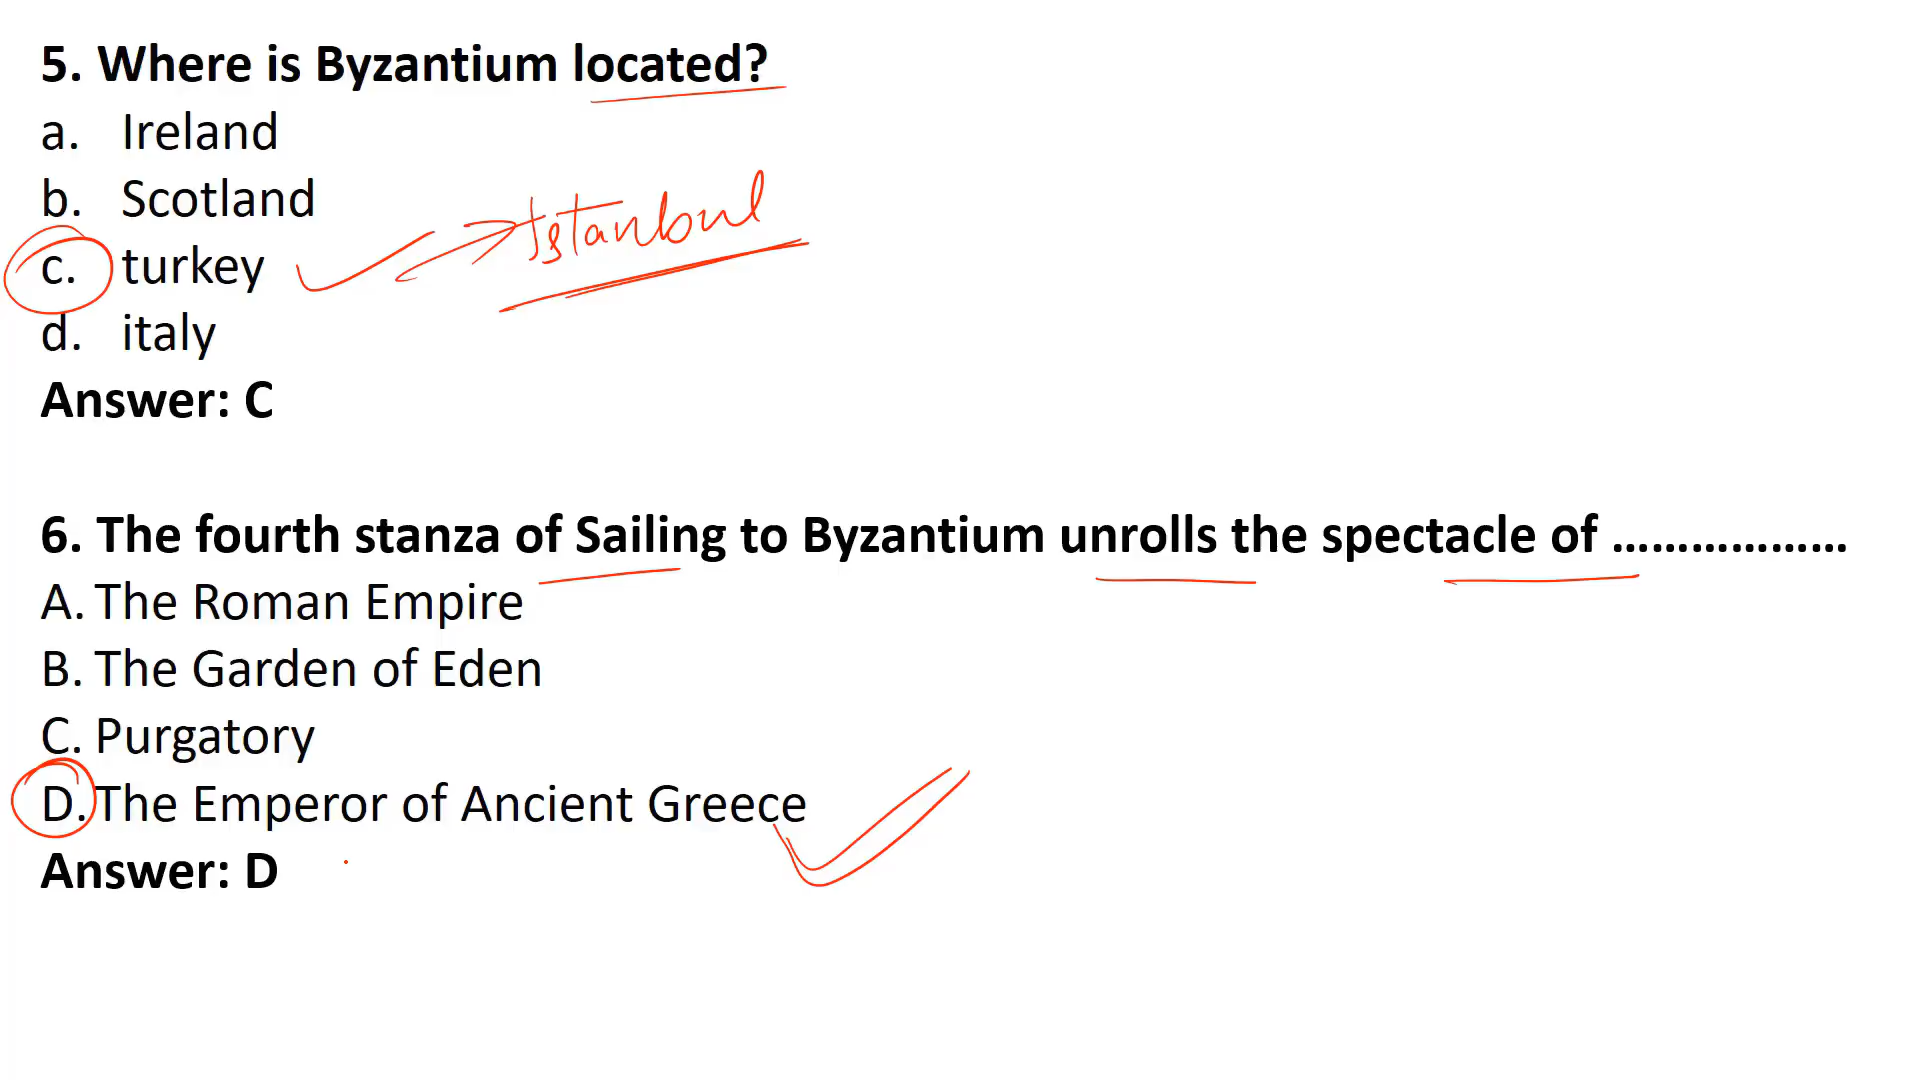 5. Where is Byzantium located?
a. Ireland
b. Scotland
c. turkey Istanbul
d. italy
Answer: C
6. The fourth stanza of Sailing to Byzantium unrolls the spectacle of ...................
A. The Roman Empire
B. The Garden of Eden
C. Purgatory
D. The Emperor of Ancient Greece
Answer: D